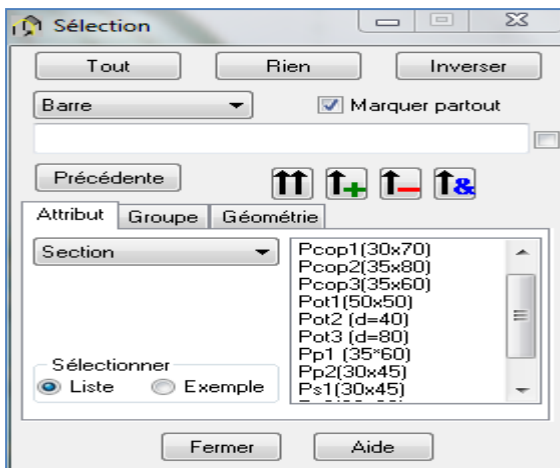 Sélection
Tout Rien Inverser
Barre Marquer partout
Précédente
&
Attribut Groupe Géométrie
Section
Pcop1(30x70)
Pcop2(35x80)
Pcop3(35x60)
Pot1(50x50)
Pot2 (d=40)
Pot3 (d=80)
Pp1 (35*60)
Pp2(30x45)
Ps1(30x45)
Sélectionner
Liste Exemple
Fermer Aide